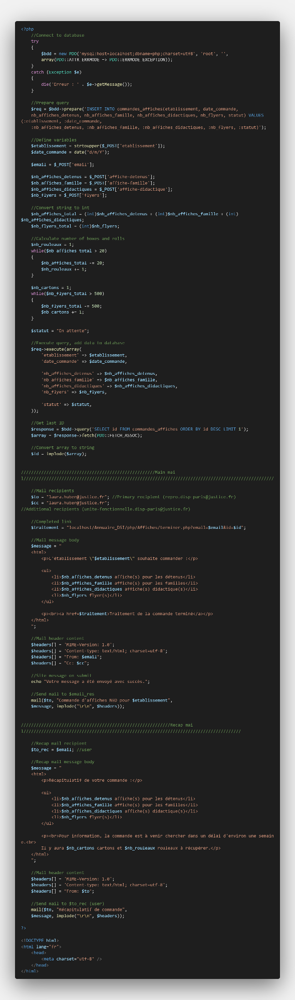 <?php
//Connect to database
try
{
$bdd = new PDO('mysql:host=localhost;dbname=php;charset=utf8', 'root', '',
array(PDO::ATTR_ERRMODE => PDO::ERRMODE_EXCEPTION));
}
catch (Exception $e)
{
die('Erreur : ' . $e->getMessage());
}
//Prepare query
$req = $bdd->prepare('INSERT INTO commandes_affiches(etablissement, date_commande,
nb_affiches_detenus, nb_affiches_famille, nb_affiches_didactiques, nb_flyers, statut) VALUES
(:etablissement, :date_commande,
:nb_affiches_detenus, :nb_affiches_famille, :nb_affiches_didactiques, :nb_flyers, :statut)');
//Define variables
$etablissement = strtoupper($_POST['etablissement']);
$date_commande = date("d/m/Y");
$email = $_POST['email'];
$nb_affiches_detenus = $_POST['affiche-detenus'];
$nb_affiches_famille = $_POST['affiche-famille'];
$nb_affiches_didactiques = $_POST['affiche-didactique'];
$nb_flyers = $_POST['flyers'];
//Convert string to int
$nb_affiches_total = (int)$nb_affiches_detenus + (int)$nb_affiches_famille + (int)
$nb_affiches_didactiques;
$nb_flyers_total = (int)$nb_flyers;
//Calculate number of boxes and rolls
$nb_rouleaux = 1;
while($nb_affiches_total > 20)
{
$nb_affiches_total -= 20;
$nb_rouleaux += 1;
}
$nb_cartons = 1;
while($nb_flyers_total > 500)
{
$nb_flyers_total -= 500;
$nb_cartons += 1;
}
$statut = "En attente";
//Execute query, add data to database
$req->execute(array(
'etablissement' => $etablissement,
'date_commande' => $date_commande,
'nb_affiches_detenus' => $nb_affiches_detenus,
'nb_affiches_famille' => $nb_affiches_famille,
'nb_affiches_didactiques' => $nb_affiches_didactiques,
'nb_flyers' => $nb_flyers,
'statut' => $statut,
));
//Get last ID
$response = $bdd->query('SELECT id FROM commandes_affiches ORDER BY id DESC LIMIT 1');
$array = $response->fetch(PDO::FETCH_ASSOC);
//Convert array to string
$id = implode($array);
/////////////////////////////////////////////////////Main mai
l///////////////////////////////////////////////////////////////////////////////////////////////////
//Mail recipients
$to = "laura.huber@justice.fr"; //Primary recipient (repro.disp-paris@justice.fr)
$cc = "laura.huber@justice.fr";
//Additional recipients (unite-fonctionnelle.disp-paris@justice.fr)
//Completed link
$traitement = "localhost/Annuaire_DSI/php/Affiches/terminer.php?email=$email&id=$id";
//Mail message body
$message = "
<html>
<p>L'établissement \"$etablissement\" souhaite commander :</p>
<ul>
<li>$nb_affiches_detenus affiche(s) pour les détenus</li>
<li>$nb_affiches_famille affiche(s) pour les familles</li>
<li>$nb_affiches_didactiques affiche(s) didactique(s)</li>
<li>$nb_flyers flyer(s)</li>
</ul>
<p><br><a href=$traitement>Traitement de la commande terminé</a></p>
</html>
";
//Mail header content
$headers[] = 'MIME-Version: 1.0';
$headers[] = 'Content-type: text/html; charset=utf-8';
$headers[] = "From: $email";
$headers[] = "Cc: $cc";
//Site message on submit
echo "Votre message a été envoyé avec succès.";
//Send mail to $email_res
mail($to, "Commande d'affiches NED pour $etablissement",
$message, implode("\r\n", $headers));
///////////////////////////////////////////////////////////Recap mai
l//////////////////////////////////////////////////////////////////////////////////////
//Recap mail recipient
$to_rec = $email; //user
//Recap mail message body
$message = "
<html>
<p>Récapitulatif de votre commande :</p>
<ul>
<li>$nb_affiches_detenus affiche(s) pour les détenus</li>
<li>$nb_affiches_famille affiche(s) pour les familles</li>
<li>$nb_affiches_didactiques affiche(s) didactique(s)</li>
<li>$nb_flyers flyer(s)</li>
</ul>
<p><br>Pour information, la commande est à venir chercher dans un délai d'environ une semain
e.<br>
Il y aura $nb_cartons cartons et $nb_rouleaux rouleaux à récupérer.</p>
</html>
";
//Mail header content
$headers[] = 'MIME-Version: 1.0';
$headers[] = 'Content-type: text/html; charset=utf-8';
$headers[] = "From: $to";
//Send mail to $to_rec (user)
mail($to, "Récapitulatif de commande",
$message, implode("\r\n", $headers));
?>
<!DOCTYPE html>
<html lang="fr">
<head>
<meta charset="utf-8" />
</head>
</html>